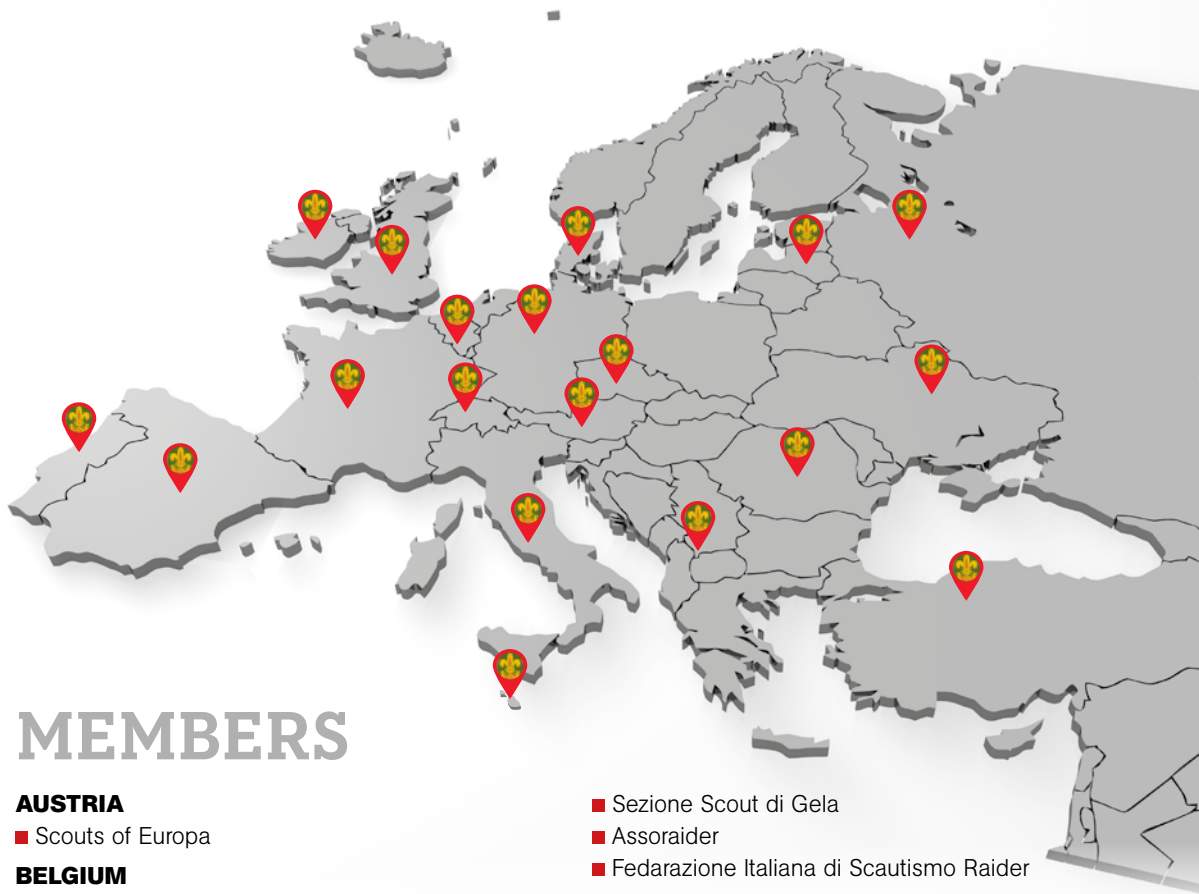 MEMBERS
AUSTRIA
■ Scouts of Europa
BELGIUM
■ Sezione Scout di Gela
■ Assoraider
■ Fedarazione Italiana di Scautismo Raider